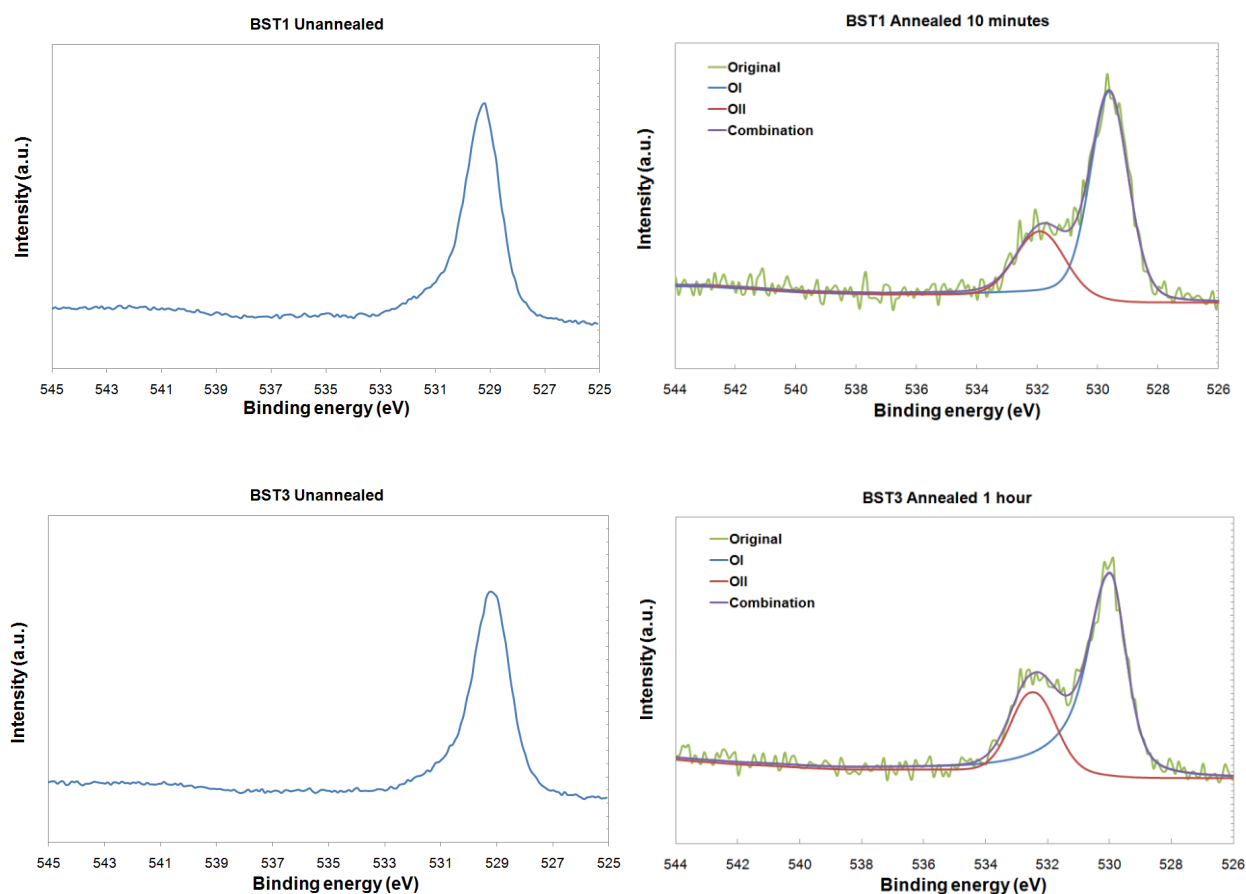 BST1 Unannealed
Intensity (a.u.)
545 543 541 539 537 535 533 531 529 527 525
Binding energy (eV)
BST1 Annealed 10 minutes
Original
OI
OII
Combination
Intensity (a.u.)
544 542 540 538 536 534 532 530 528 526
Binding energy (eV)
BST3 Unannealed
Intensity (a.u.)
545 543 541 539 537 535 533 531 529 527 525
Binding energy (eV)
BST3 Annealed 1 hour
Original
OI
OII
Combination
Intensity (a.u.)
544 542 540 538 536 534 532 530 528 526
Binding energy (eV)